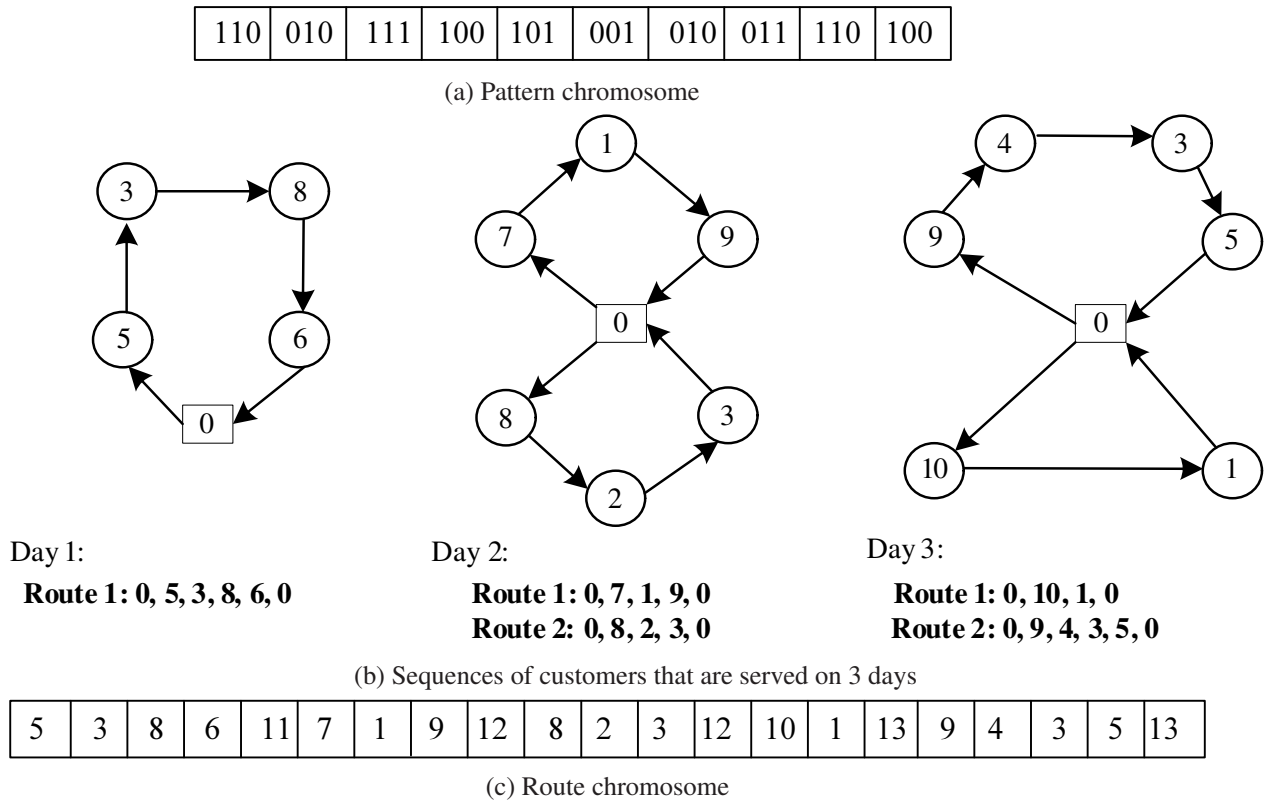 110 010 111 100 101 001 010 011 110 100
(a) Pattern chromosome
3 8
5 6
0
1
7 9
0
8 3
2
4 3
9 5
0
10 1
Day 1:
Route 1: 0, 5, 3, 8, 6, 0
Day 2:
Route 1: 0, 7, 1, 9, 0
Route 2: 0, 8, 2, 3, 0
Day 3:
Route 1: 0, 10, 1, 0
Route 2: 0, 9, 4, 3, 5, 0
(b) Sequences of customers that are served on 3 days
5 3 8 6 11 7 1 9 12 8 2 3 12 10 1 13 9 4 3 5 13
(c) Route chromosome